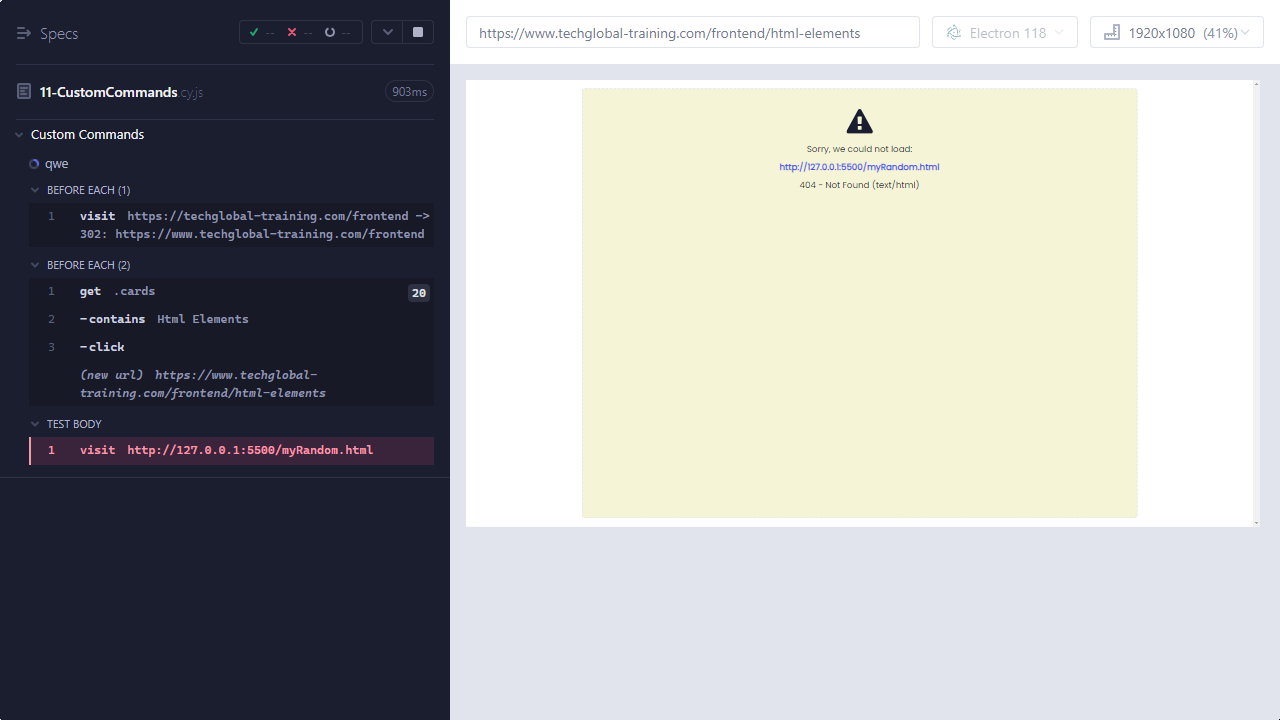 Specs
-- -- --
11-CustomCommands.cy.js
903ms
Custom Commands
qwe
BEFORE EACH (1)
1 visit https://techglobal-training.com/frontend ->
302: https://www.techglobal-training.com/frontend
BEFORE EACH (2)
1 get .cards 20
2 -contains Html Elements
3 -click
(new url) https://www.techglobal-
training.com/frontend/html-elements
TEST BODY
1 visit http://127.0.0.1:5500/myRandom.html
https://www.techglobal-training.com/frontend/html-elements
Electron 118
1920x1080 (41%)
Sorry, we could not load:
http://127.0.0.1:5500/myRandom.html
404 - Not Found (text/html)